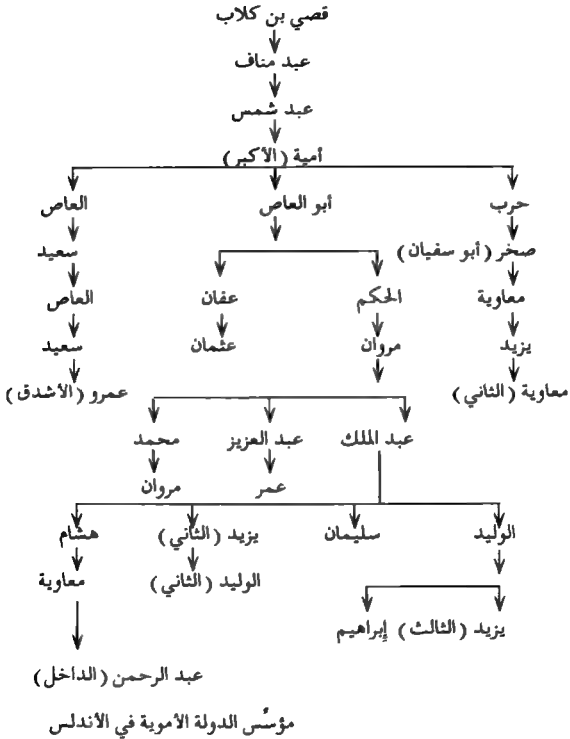 قصي بن كلاب
عبد مناف
عبد شمس
أمية (الأكبر)
حرب أبو العاص العاص
صخر (أبو سفيان) سعيد
معاوية الحكم عفان العاص
يزيد مروان عثمان سعيد
معاوية (الثاني) عمرو (الأشدق)
عبد الملك عبد العزيز محمد
عمر مروان
الوليد سليمان يزيد (الثاني) هشام
الوليد (الثاني) معاوية
يزيد (الثالث) إبراهيم
عبد الرحمن (الداخل)
مؤسِّس الدولة الأموية في الأندلس